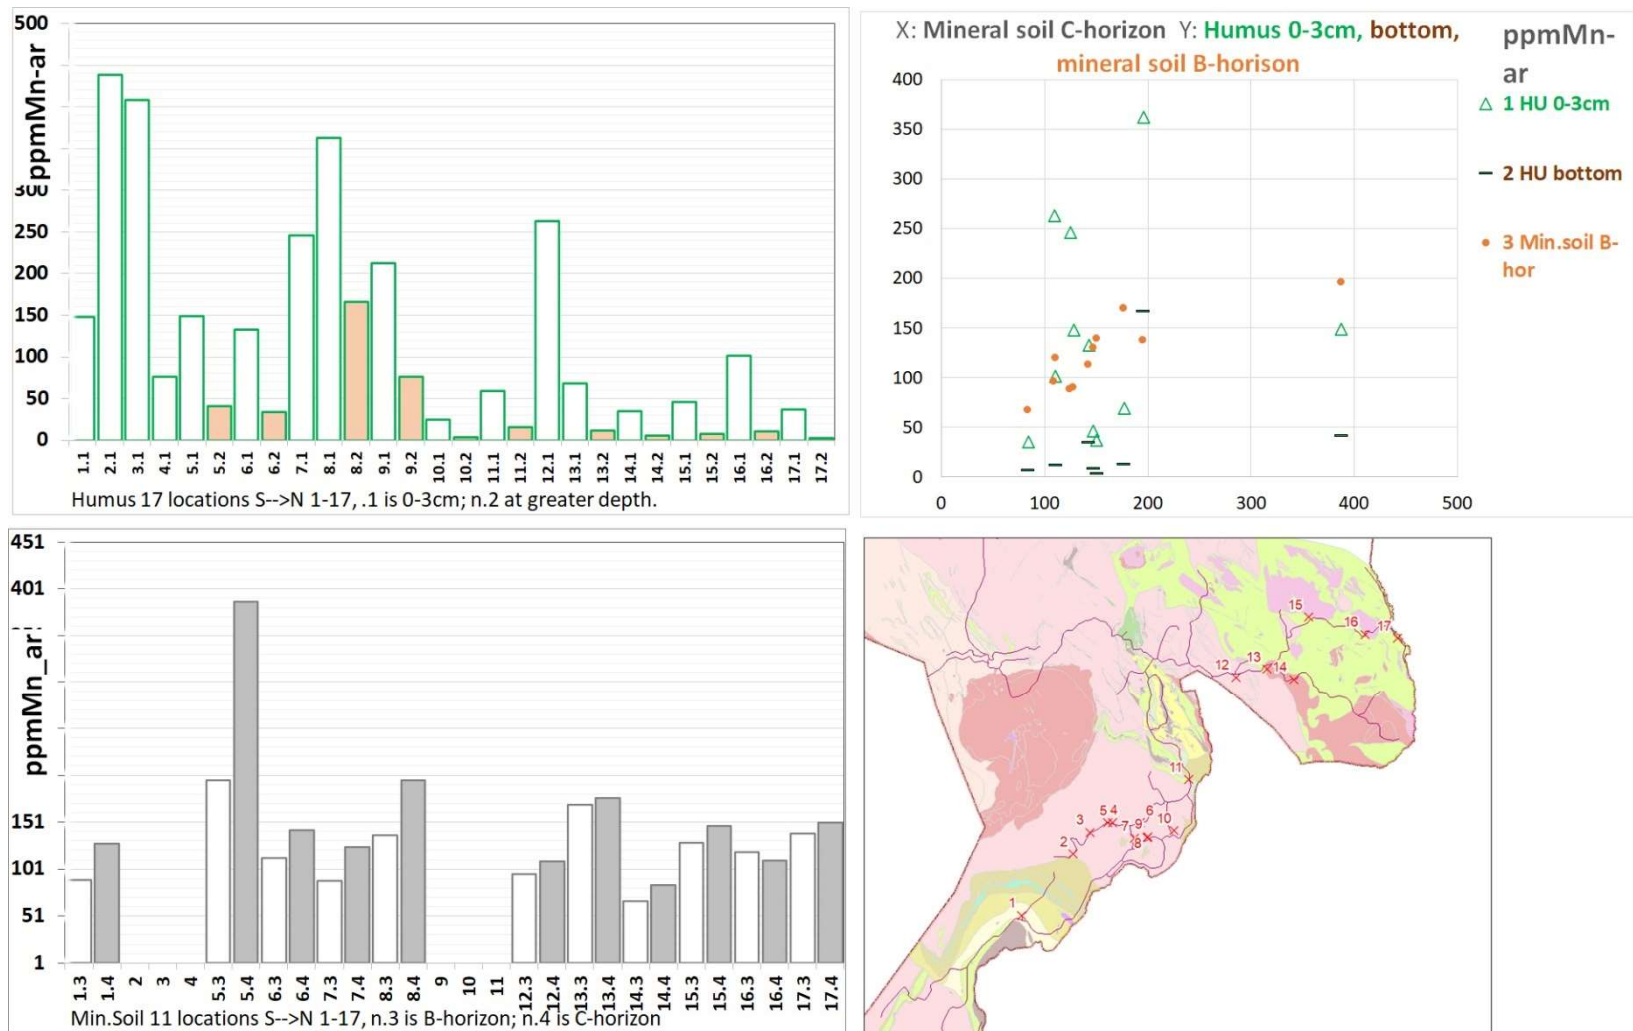 500
ppmMn-ar
300
250
200
150
100
50
0
1.1 2.1 3.1 4.1 5.1 5.2 6.1 6.2 7.1 8.1 8.2 9.1 9.2 10.1 10.2 11.1 11.2 12.1 13.1 13.2 14.1 14.2 15.1 15.2 16.1 16.2 17.1 17.2
Humus 17 locations S-->N 1-17, .1 is 0-3cm; n.2 at greater depth.
X: Mineral soil C-horizon Y: Humus 0-3cm, bottom,
mineral soil B-horison
ppmMn-
ar
1 HU 0-3cm
2 HU bottom
3 Min.soil B-
hor
400
350
300
250
200
150
100
50
0
0 100 200 300 400 500
451
401
ppmMn_ar
151
101
51
1
1.3 1.4 2 3 4 5.3 5.4 6.3 6.4 7.3 7.4 8.3 8.4 9 10 11 12.3 12.4 13.3 13.4 14.3 14.4 15.3 15.4 16.3 16.4 17.3 17.4
Min.Soil 11 locations S-->N 1-17, n.3 is B-horizon; n.4 is C-horizon
15
16 17
12 13 14
11
5 4 6
3 7 9 10
2 8
1